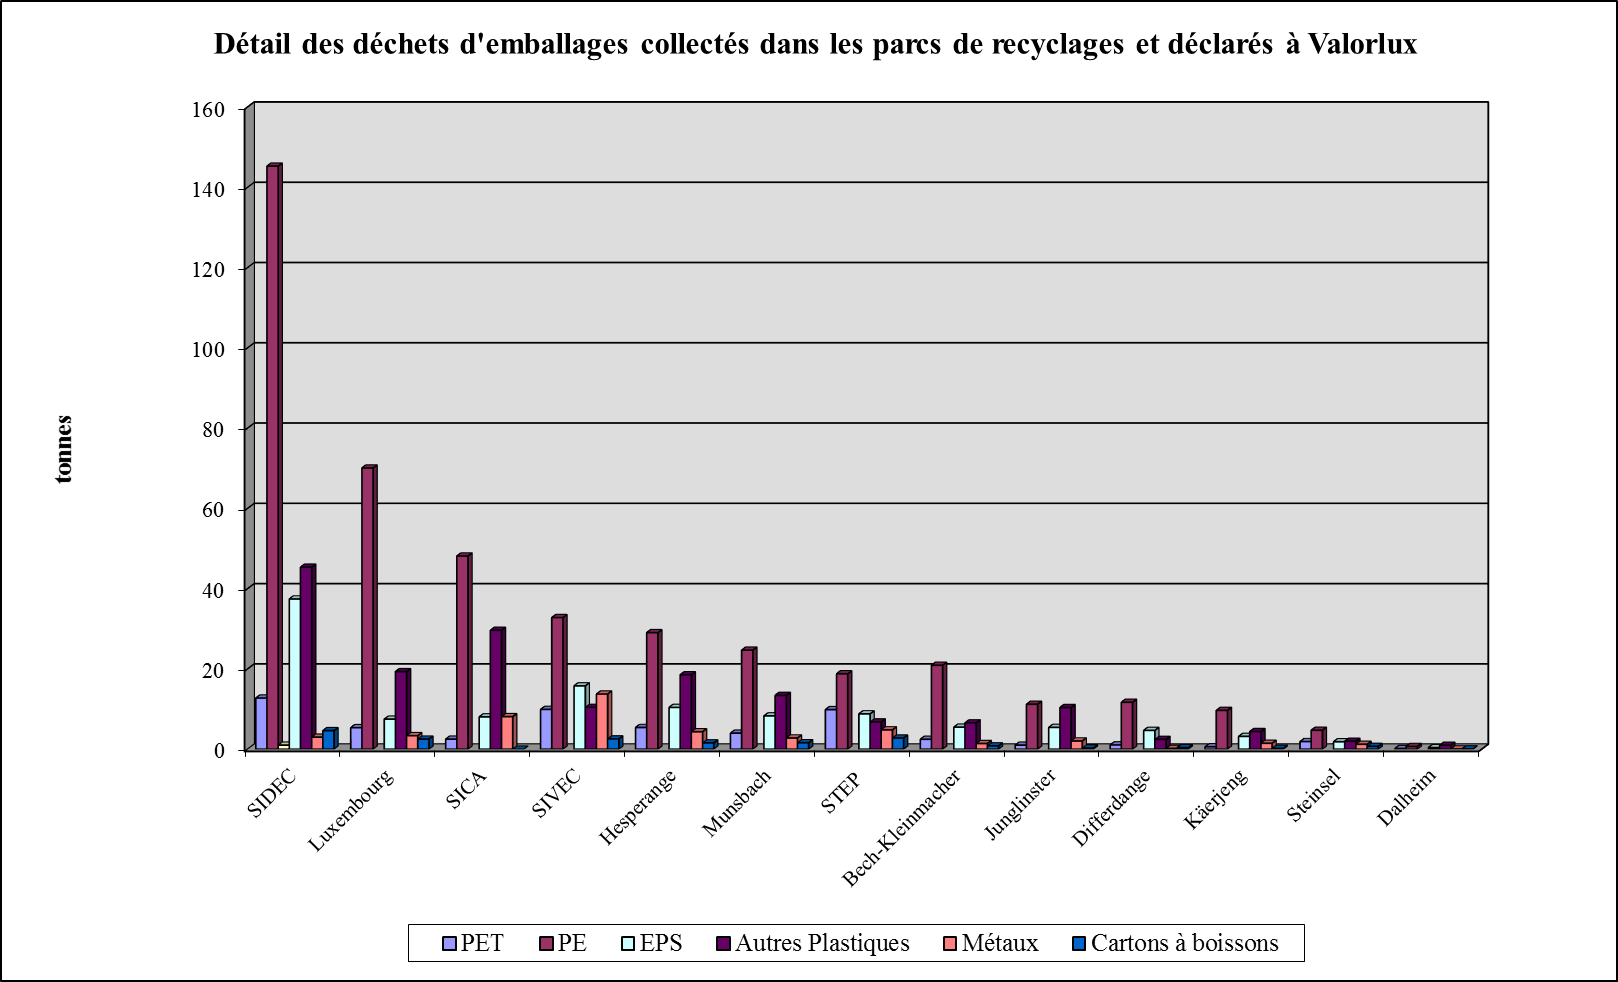 Détail des déchets d'emballages collectés dans les parcs de recyclages et déclarés à Valorlux
tonnes
160
140
120
100
80
60
40
20
0
SIDEC
Luxembourg
SICA
SIVEC
Hesperange
Munsbach
STEP
Bech-Kleinmacher
Junglinster
Differdange
Käerjeng
Steinsel
Dalheim
PET PE EPS Autres Plastiques Métaux Cartons à boissons